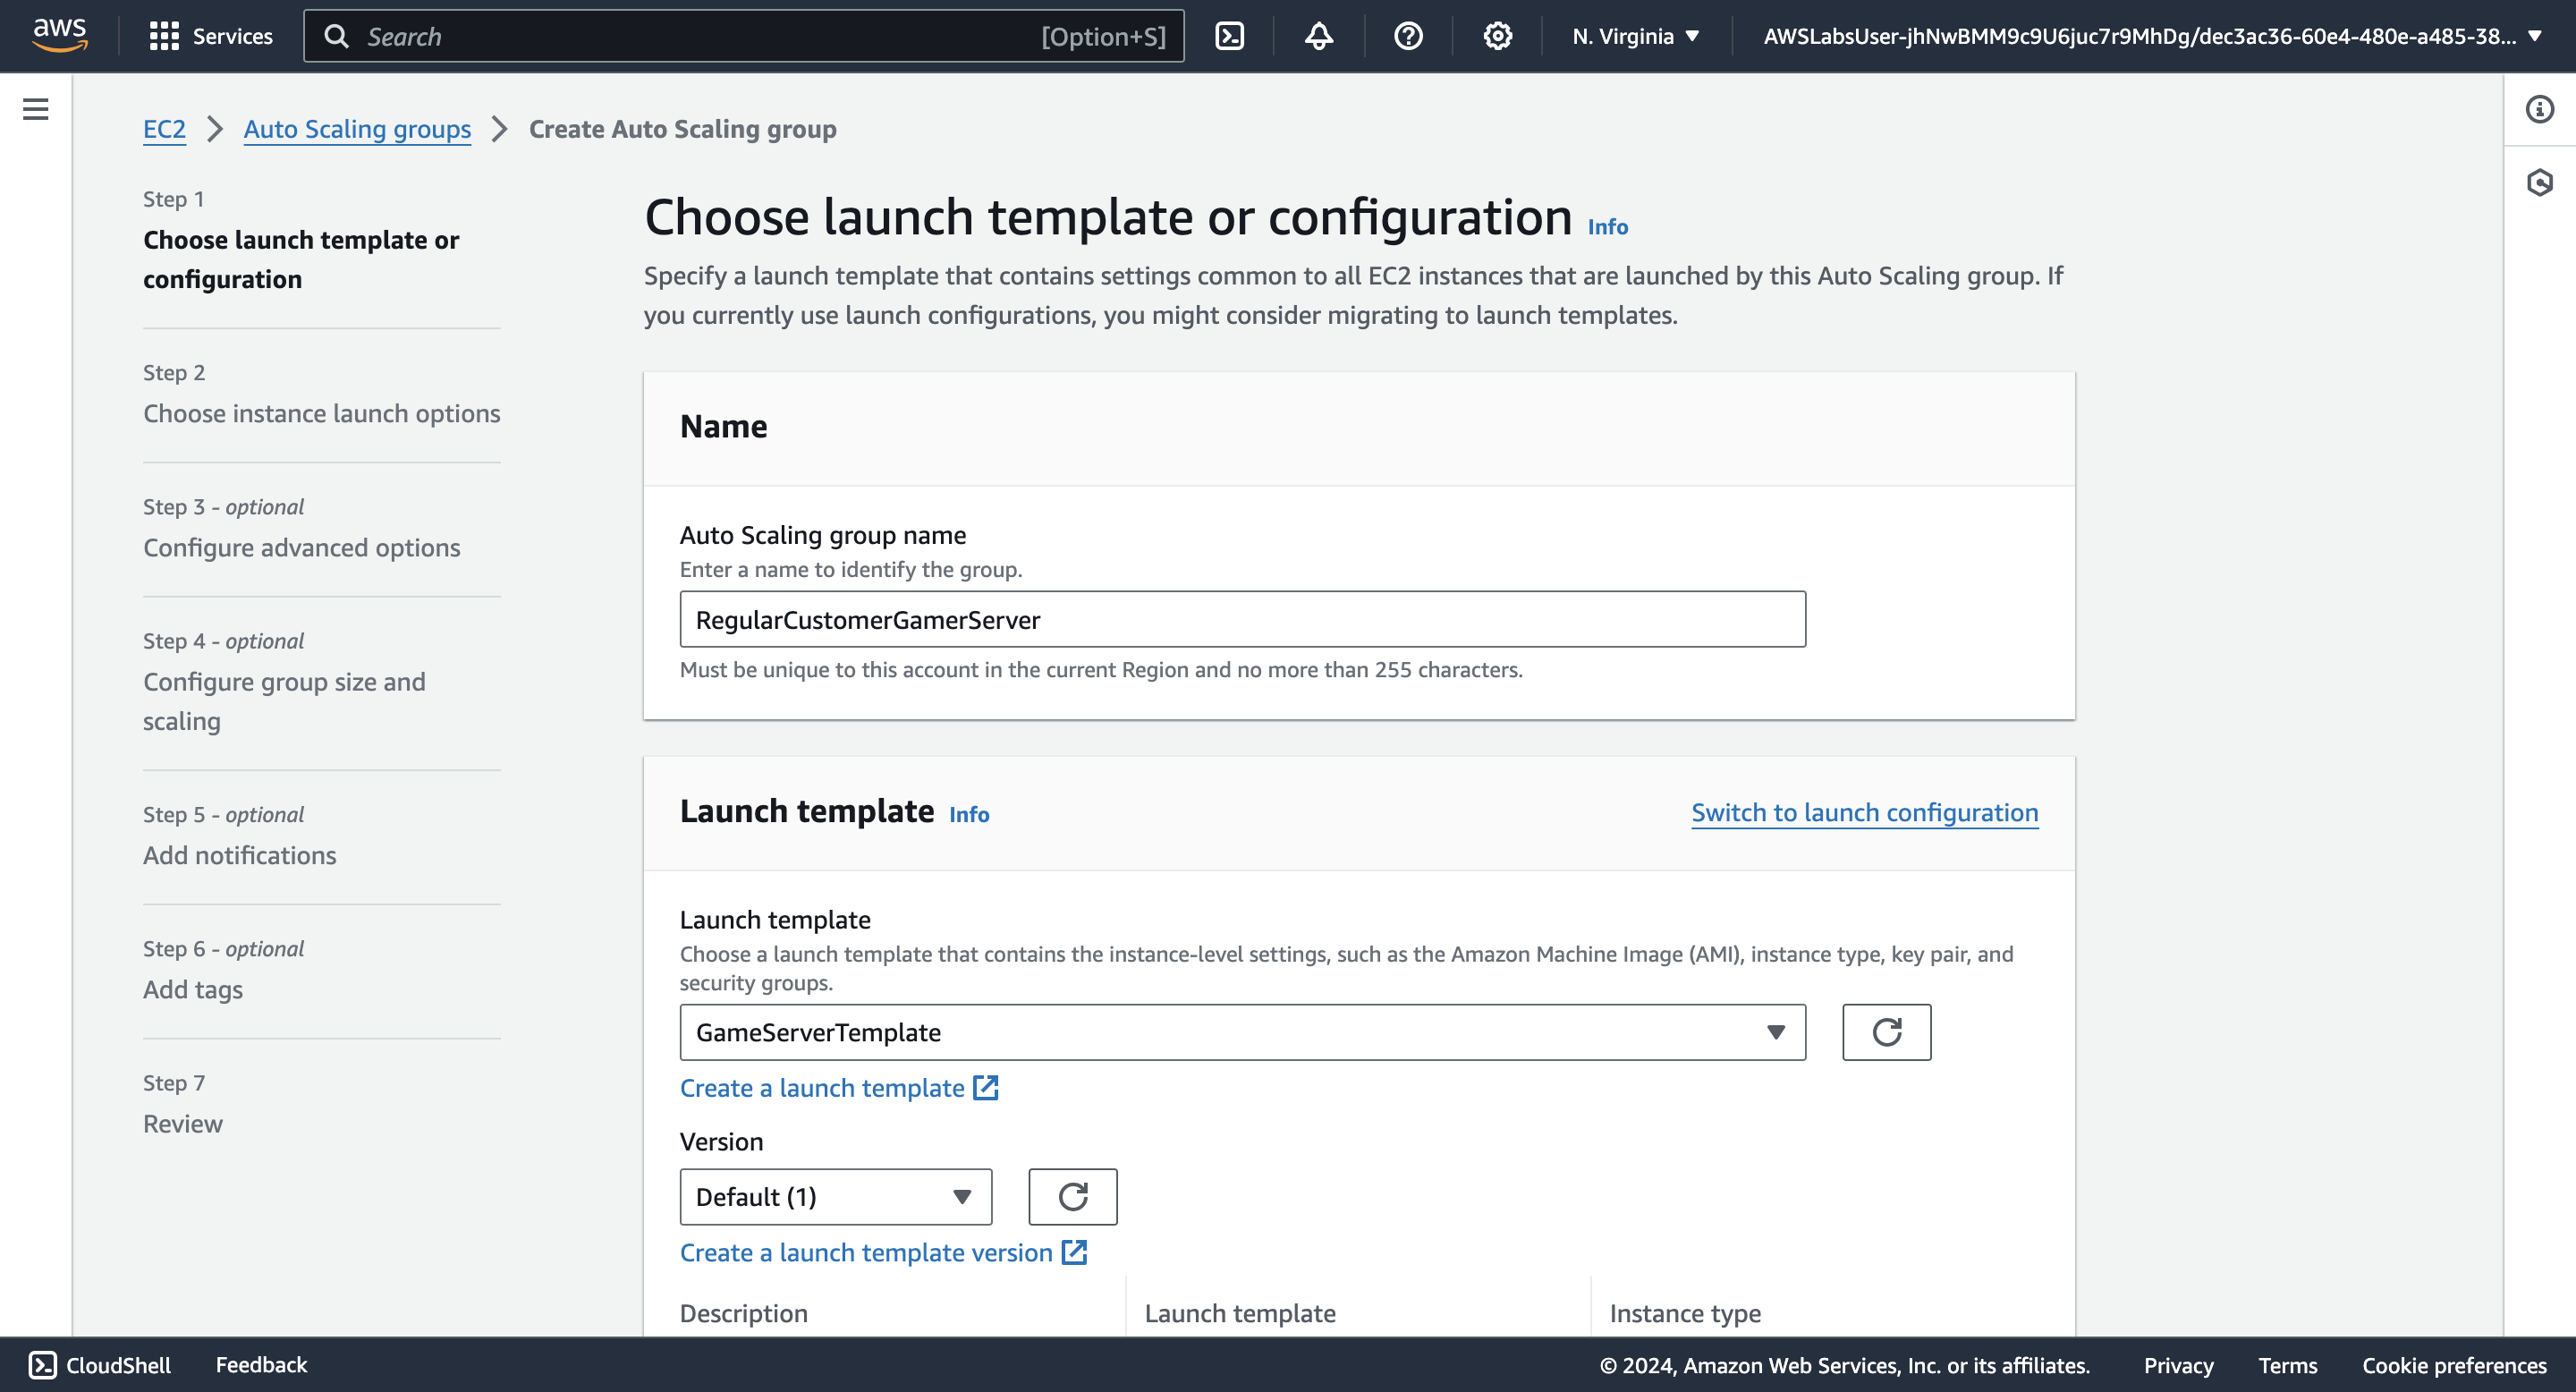 aws
Services
Search
[Option+S]
N. Virginia
AWSLabsUser-jhNwBMM9c9U6juc7r9MhDg/dec3ac36-60e4-480e-a485-38...
EC2
Auto Scaling groups
Create Auto Scaling group
Step 1
Choose launch template or
configuration
Step 2
Choose instance launch options
Step 3 - optional
Configure advanced options
Step 4 - optional
Configure group size and
scaling
Step 5 - optional
Add notifications
Step 6 - optional
Add tags
Step 7
Review
Choose launch template or configuration Info
Specify a launch template that contains settings common to all EC2 instances that are launched by this Auto Scaling group. If
you currently use launch configurations, you might consider migrating to launch templates.
Name
Auto Scaling group name
Enter a name to identify the group.
RegularCustomerGamerServer
Must be unique to this account in the current Region and no more than 255 characters.
Launch template Info
Switch to launch configuration
Launch template
Choose a launch template that contains the instance-level settings, such as the Amazon Machine Image (AMI), instance type, key pair, and
security groups.
GameServerTemplate
Create a launch template
Version
Default (1)
Create a launch template version
Description
Launch template
Instance type
CloudShell
Feedback
© 2024, Amazon Web Services, Inc. or its affiliates.
Privacy
Terms
Cookie preferences